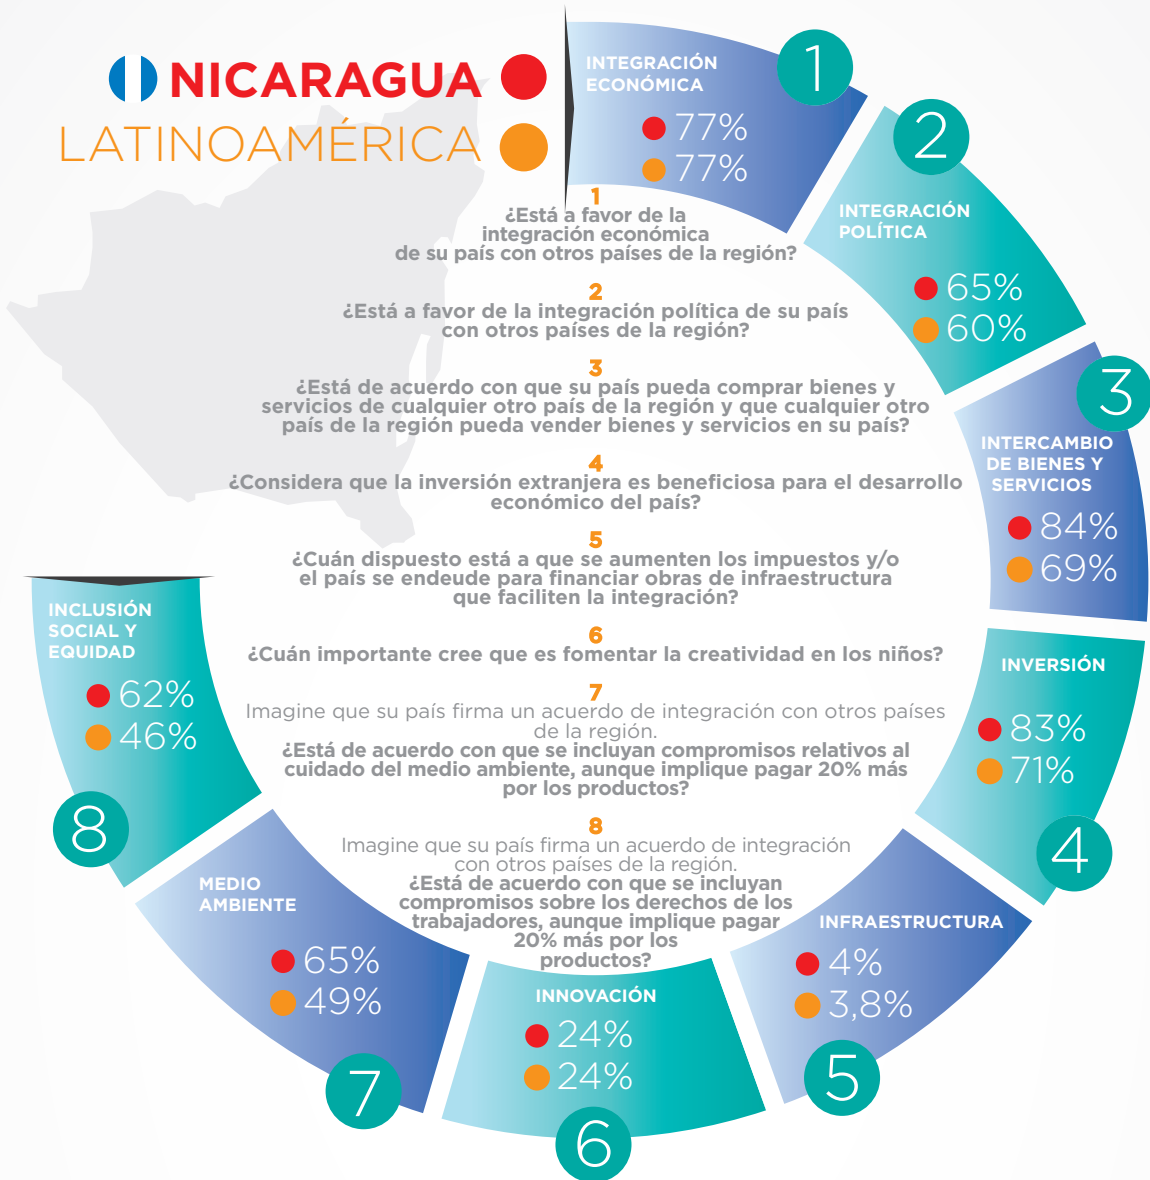 NICARAGUA
LATINOAMÉRICA
INTEGRACIÓN
ECONÓMICA
77%
77%
1
INTEGRACIÓN
POLÍTICA
65%
60%
2
INTERCAMBIO
DE BIENES Y
SERVICIOS
84%
69%
3
INVERSIÓN
83%
71%
4
INFRAESTRUCTURA
4%
3,8%
5
INNOVACIÓN
24%
24%
6
MEDIO
AMBIENTE
65%
49%
7
INCLUSIÓN
SOCIAL Y
EQUIDAD
62%
46%
8
1
¿Está a favor de la
integración económica
de su país con otros países de la región?
2
¿Está a favor de la integración política de su país
con otros países de la región?
3
¿Está de acuerdo con que su país pueda comprar bienes y
servicios de cualquier otro país de la región y que cualquier otro
país de la región pueda vender bienes y servicios en su país?
4
¿Considera que la inversión extranjera es beneficiosa para el desarrollo
económico del país?
5
¿Cuán dispuesto está a que se aumenten los impuestos y/o
el país se endeude para financiar obras de infraestructura
que faciliten la integración?
6
¿Cuán importante cree que es fomentar la creatividad en los niños?
7
Imagine que su país firma un acuerdo de integración con otros países
de la región.
¿Está de acuerdo con que se incluyan compromisos relativos al
cuidado del medio ambiente, aunque implique pagar 20% más
por los productos?
8
Imagine que su país firma un acuerdo de integración
con otros países de la región.
¿Está de acuerdo con que se incluyan
compromisos sobre los derechos de los
trabajadores, aunque implique pagar
20% más por los
productos?